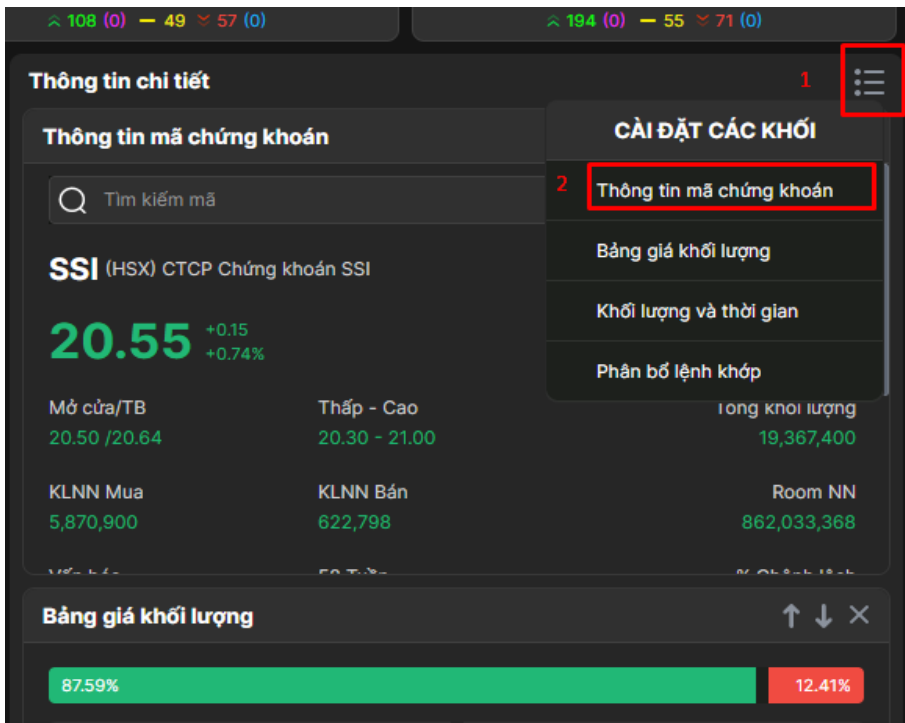 108 (0) 49 57 (0) 194 (0) 55 71 (0)
Thông tin chi tiết 1
Thông tin mã chứng khoán
CÀI ĐẶT CÁC KHỐI
Tìm kiếm mã
2 Thông tin mã chứng khoán
Bảng giá khối lượng
SSI (HSX) CTCP Chứng khoán SSI
Khối lượng và thời gian
20.55 +0.15
+0.74%
Phân bổ lệnh khớp
Mở cửa/TB Thấp - Cao Tổng khối lượng
20.50 /20.64 20.30 - 21.00 19,367,400
KLNN Mua KLNN Bán Room NN
5,870,900 622,798 862,033,368
Bảng giá khối lượng
87.59% 12.41%